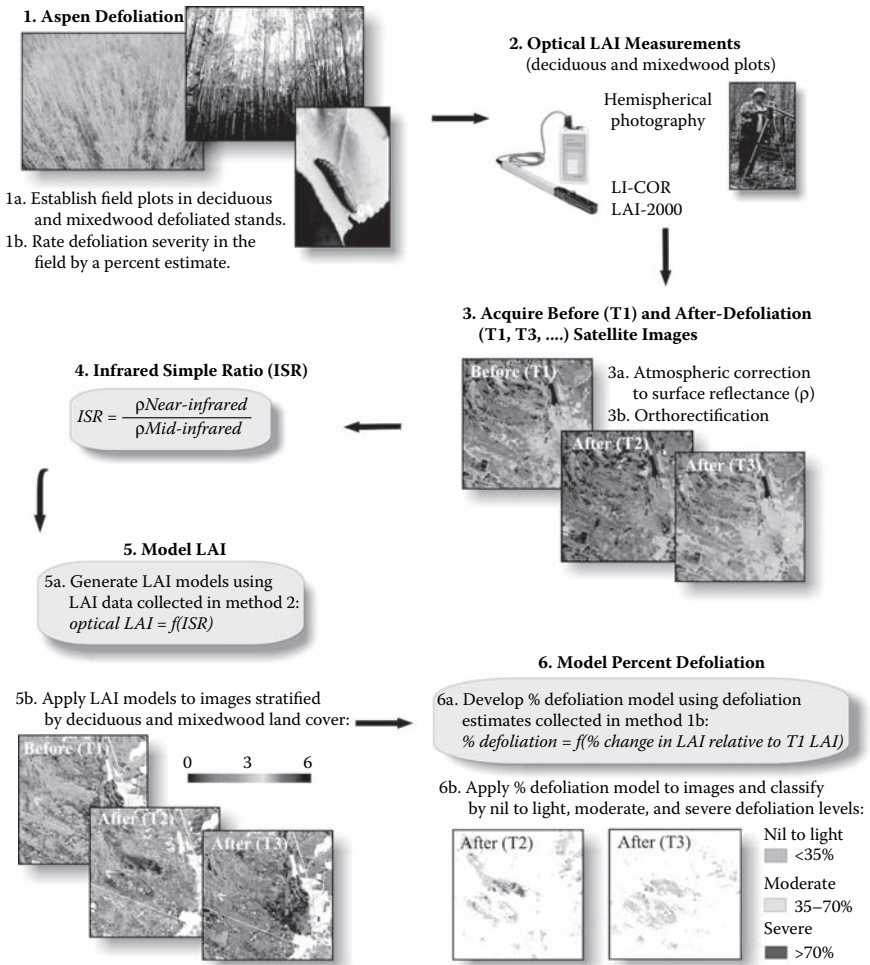 1. Aspen Defoliation
1a. Establish field plots in deciduous
and mixedwood defoliated stands.
1b. Rate defoliation severity in the
field by a percent estimate.
2. Optical LAI Measurements
(deciduous and mixedwood plots)
Hemispherical
photography
LI-COR
LAI-2000
3. Acquire Before (T1) and After-Defoliation
(T1, T3, ....) Satellite Images
Before (T1)
3a. Atmospheric correction
to surface reflectance (ρ)
3b. Orthorectification
After (T2)
After (T3)
4. Infrared Simple Ratio (ISR)
ISR = ρNear-infrared
ρMid-infrared
5. Model LAI
5a. Generate LAI models using
LAI data collected in method 2:
optical LAI = f(ISR)
5b. Apply LAI models to images stratified
by deciduous and mixedwood land cover:
Before (T1)
0 3 6
After (T2)
After (T3)
6. Model Percent Defoliation
6a. Develop % defoliation model using defoliation
estimates collected in method 1b:
% defoliation = f(% change in LAI relative to T1 LAI)
6b. Apply % defoliation model to images and classify
by nil to light, moderate, and severe defoliation levels:
After (T2)
After (T3)
Nil to light
<35%
Moderate
35–70%
Severe
>70%